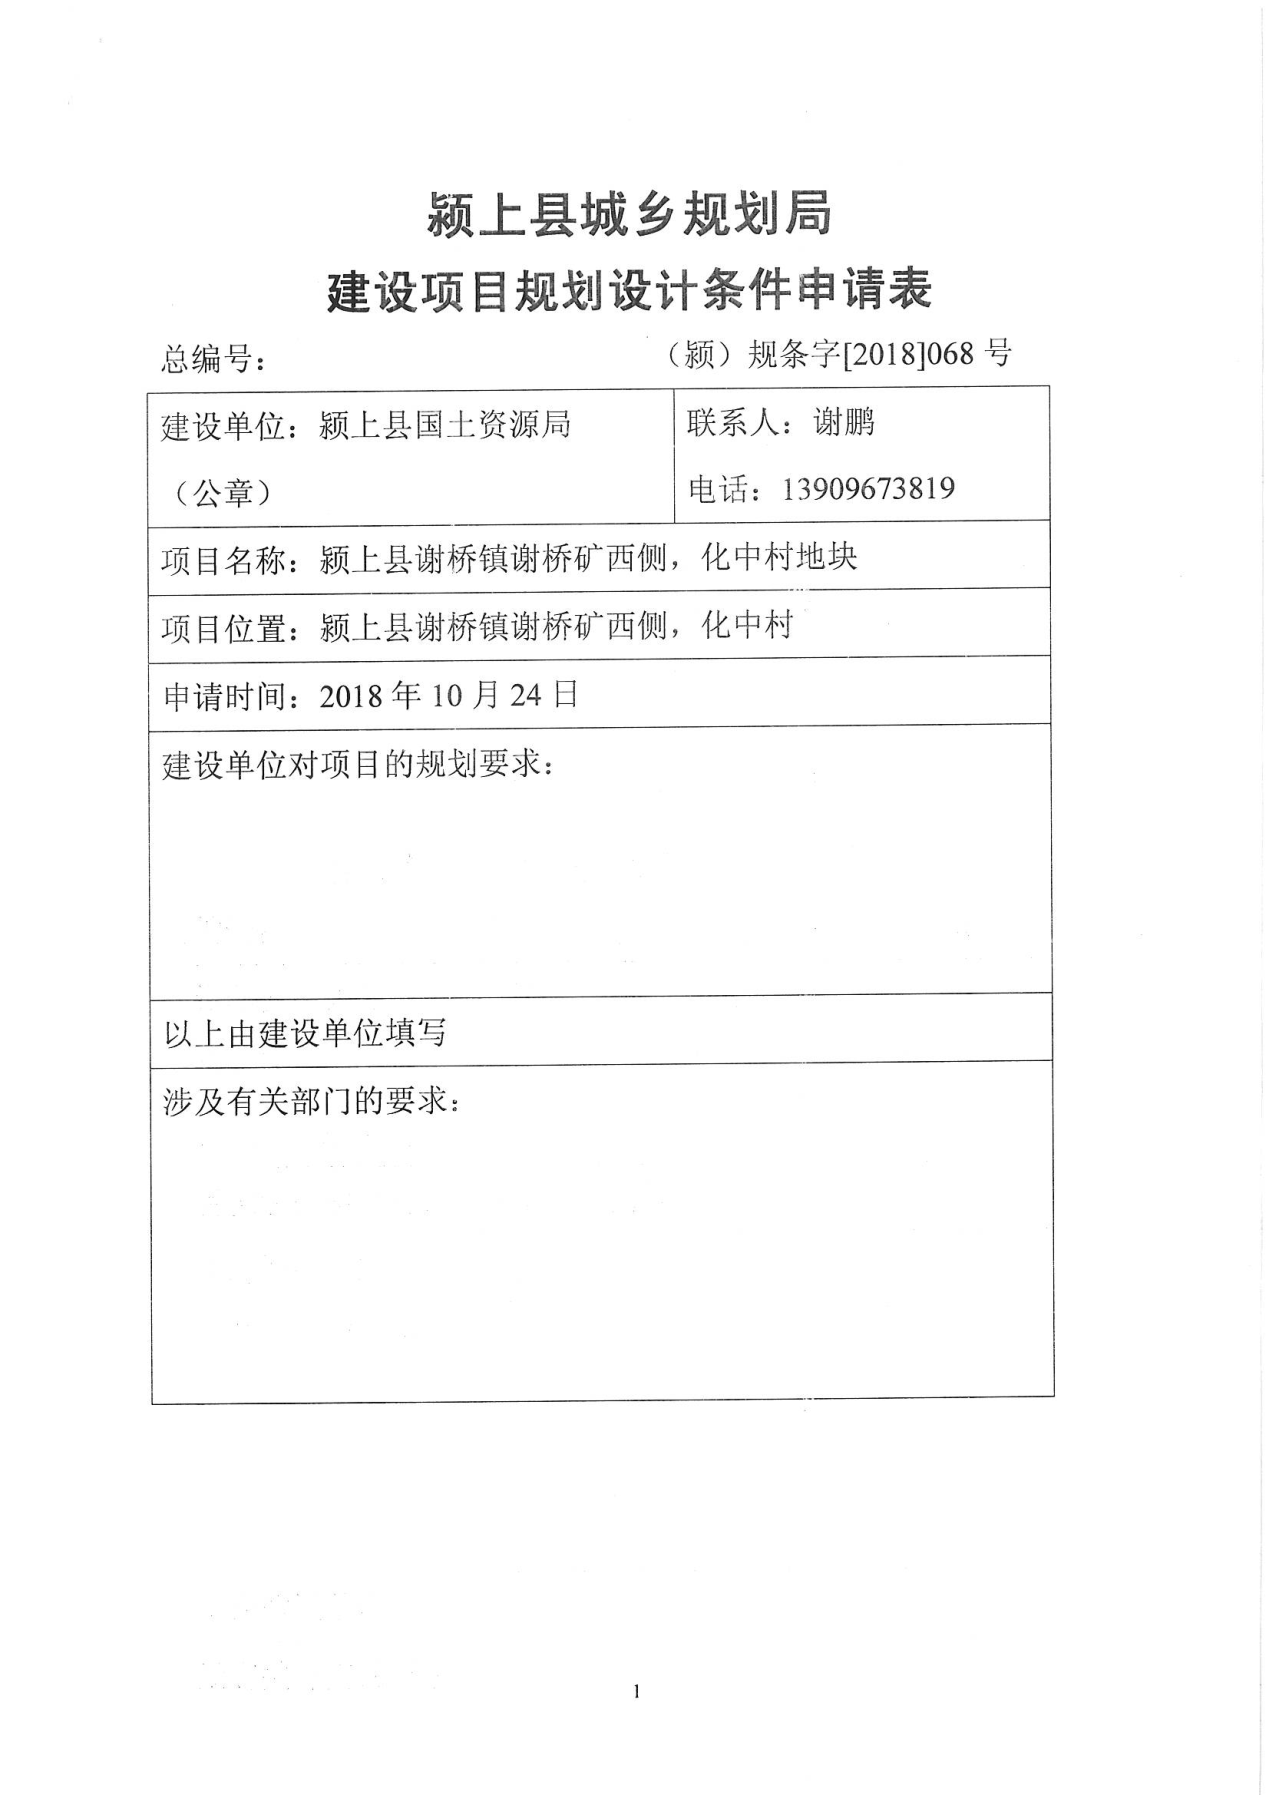 颍上县城乡规划局
建设项目规划设计条件申请表
总编号：
（颍）规条字[2018]068 号
建设单位：颍上县国土资源局
（公章）
联系人：谢鹏
电话：13909673819
项目名称：颍上县谢桥镇谢桥矿西侧，化中村地块
项目位置：颍上县谢桥镇谢桥矿西侧，化中村
申请时间：2018 年 10 月 24 日
建设单位对项目的规划要求：
以上由建设单位填写
涉及有关部门的要求：
1